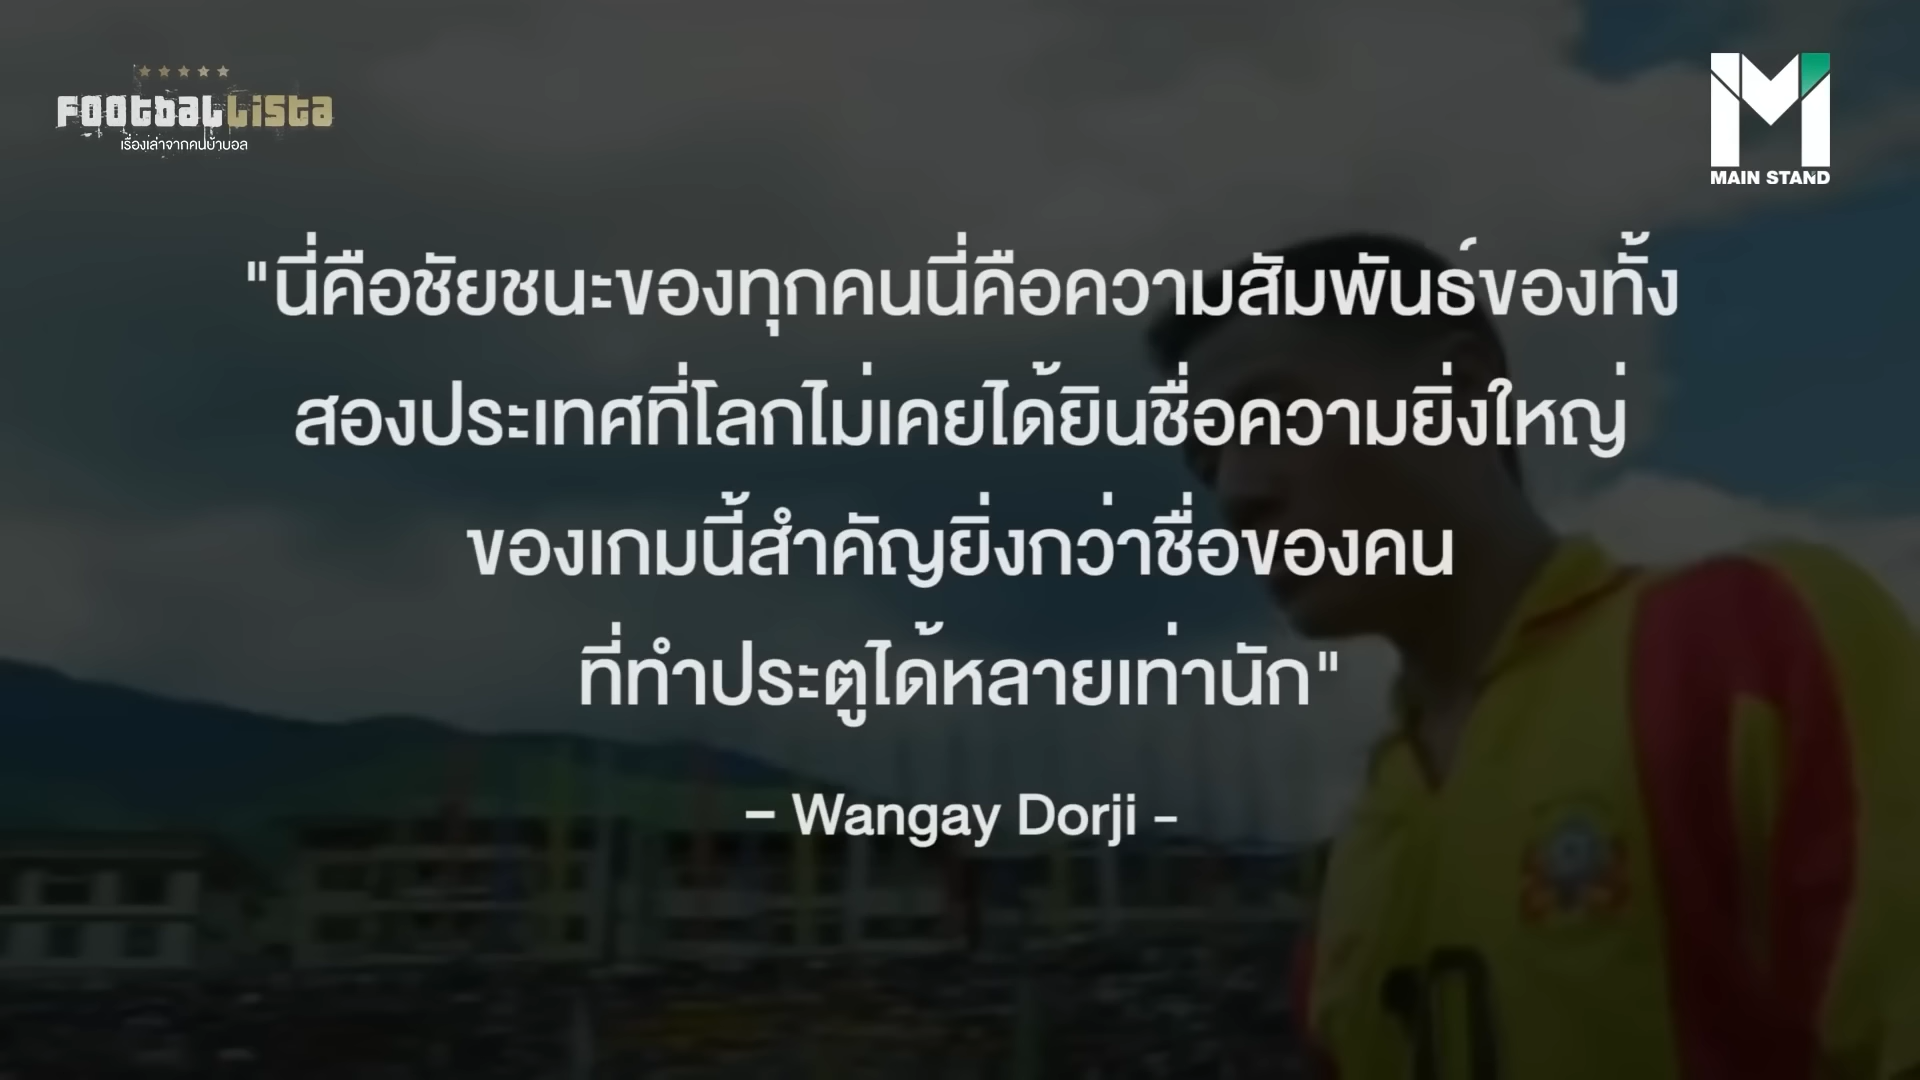 FOOtbaLLista
เรื่องเล่าจากคนบ้าบอล
MAIN STAND
"นี่คือชัยชนะของทุกคนนี่คือความสัมพันธ์ของทั้ง
สองประเทศที่โลกไม่เคยได้ยินชื่อความยิ่งใหญ่
ของเกมนี้สำคัญยิ่งกว่าชื่อของคน
ที่ทำประตูได้หลายเท่านัก"
- Wangay Dorji -